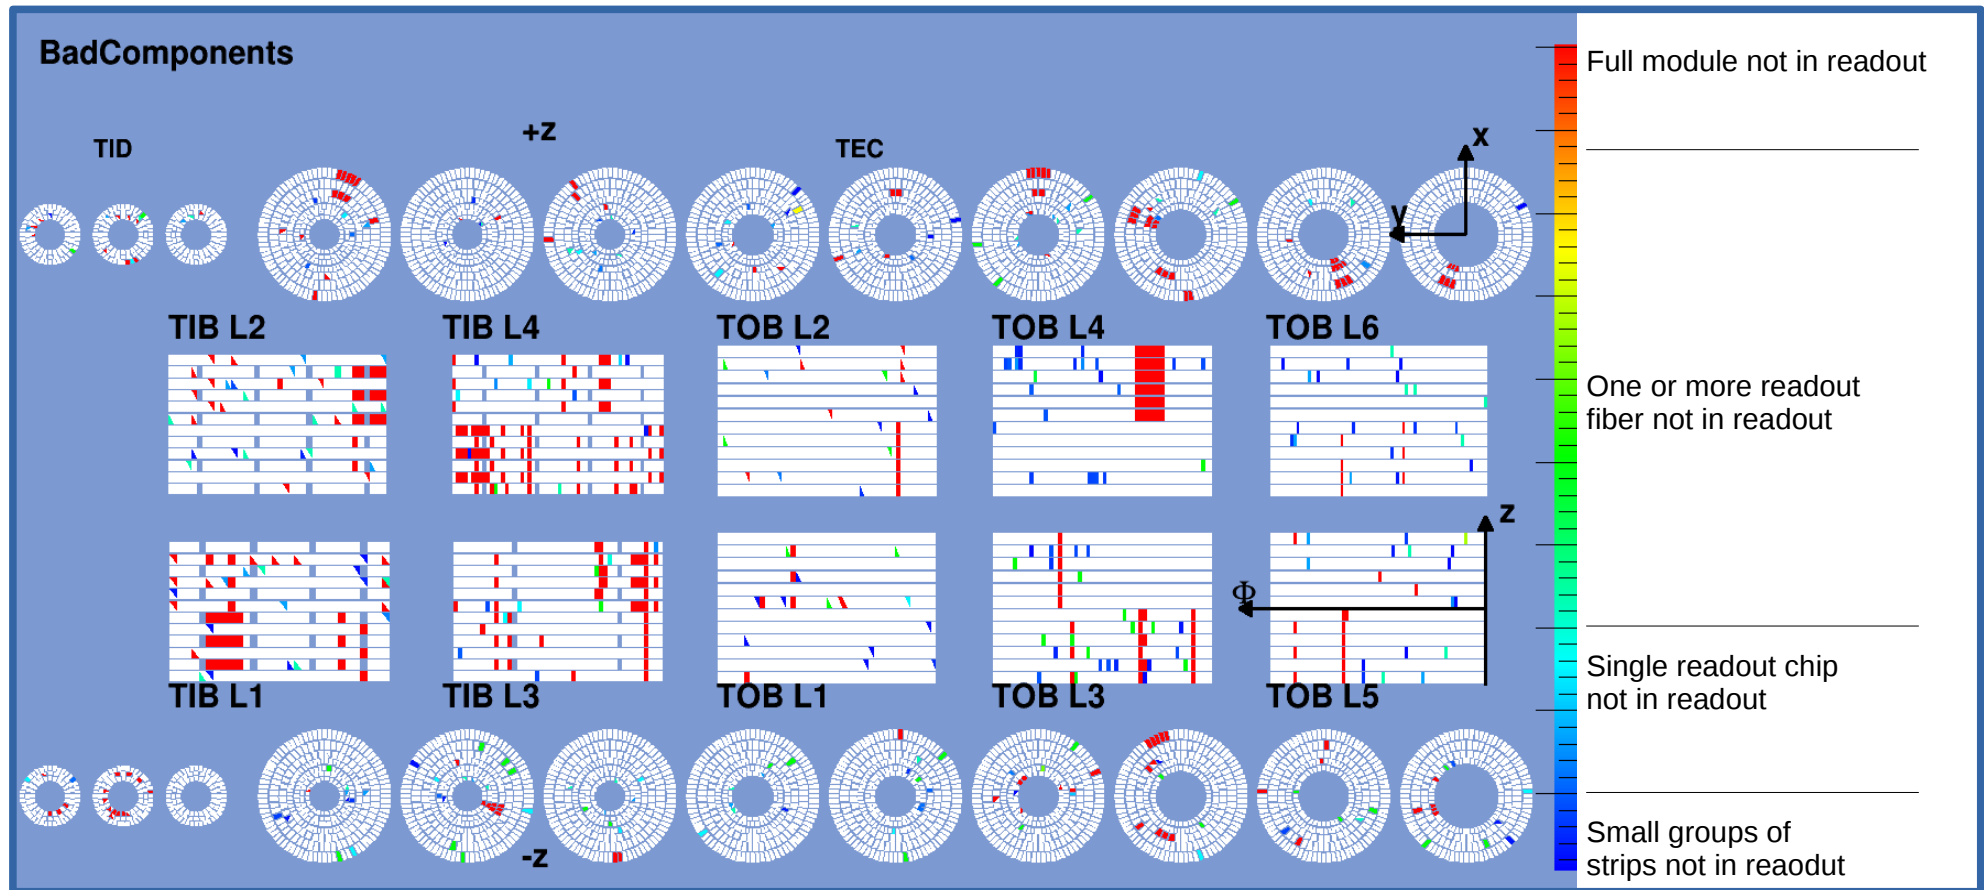 BadComponents
Full module not in readout
+z
x
TID
TEC
y
TIB L2
TIB L4
TOB L2
TOB L4
TOB L6
One or more readout
fiber not in readout
z
Φ
Single readout chip
not in readout
TIB L1
TIB L3
TOB L1
TOB L3
TOB L5
-z
Small groups of
strips not in reaodut